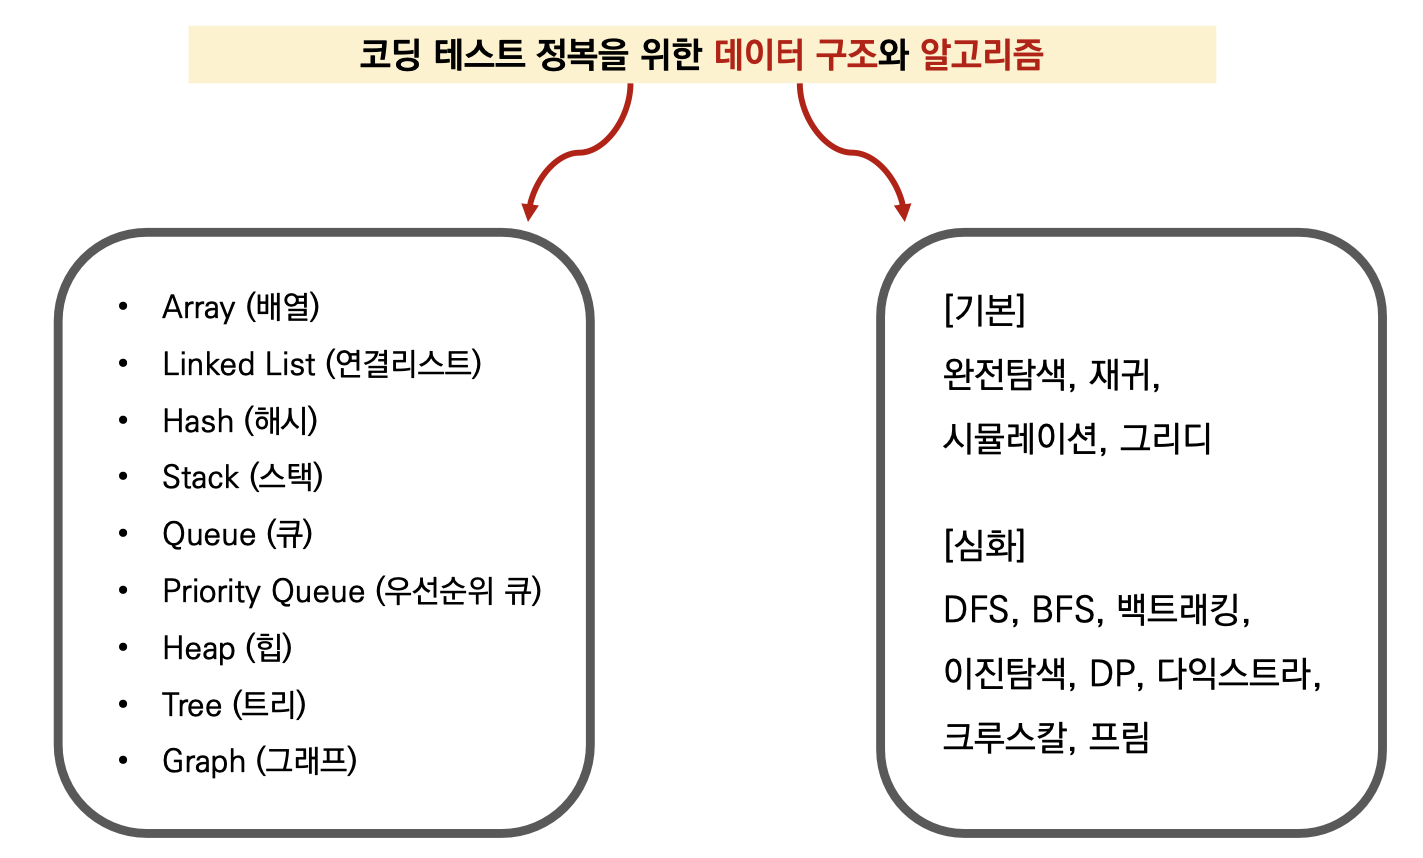 코딩 테스트 정복을 위한 데이터 구조와 알고리즘
• Array (배열)
• Linked List (연결리스트)
• Hash (해시)
• Stack (스택)
• Queue (큐)
• Priority Queue (우선순위 큐)
• Heap (힙)
• Tree (트리)
• Graph (그래프)
[기본]
완전탐색, 재귀,
시뮬레이션, 그리디
[심화]
DFS, BFS, 백트래킹,
이진탐색, DP, 다익스트라,
크루스칼, 프림